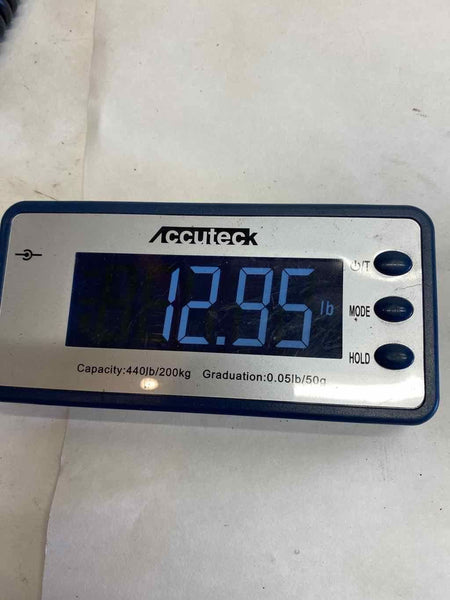 Accuteck
⏻/T
12.95 lb
MODE
HOLD
Capacity:440lb/200kg Graduation:0.05lb/50g